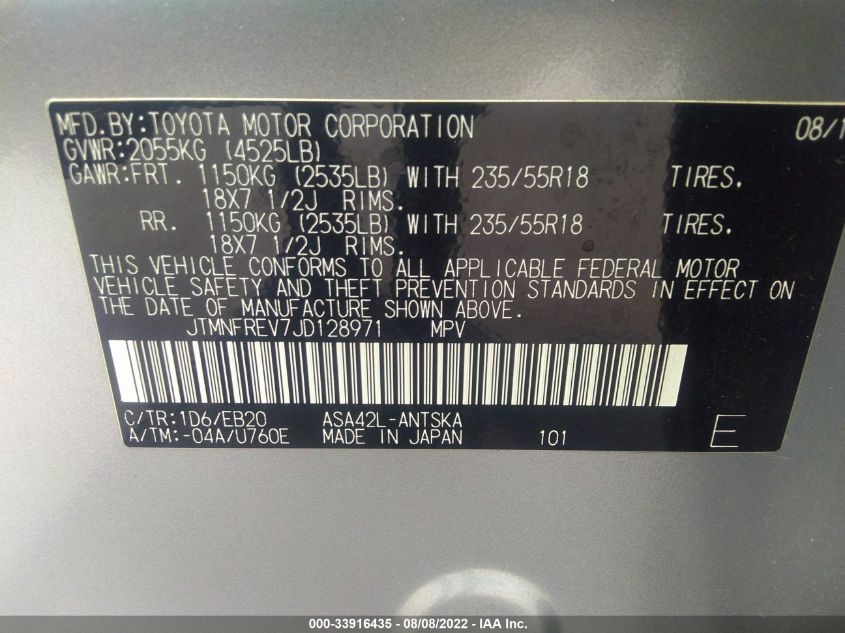 MFD.BY:TOYOTA MOTOR CORPORATION 08/1
GVWR:2055KG (4525LB)
GAWR:FRT. 1150KG (2535LB) WITH 235/55R18 TIRES.
18X7 1/2J RIMS.
RR. 1150KG (2535LB) WITH 235/55R18 TIRES.
18X7 1/2J RIMS.
THIS VEHICLE CONFORMS TO ALL APPLICABLE FEDERAL MOTOR
VEHICLE SAFETY AND THEFT PREVENTION STANDARDS IN EFFECT ON
THE DATE OF MANUFACTURE SHOWN ABOVE.
JTMNFREV7JD128971 MPV
C/TR:1D6/EB20 ASA42L-ANTSKA
A/TM:-04A/U760E MADE IN JAPAN 101 E
000-33916435 - 08/08/2022 - IAA Inc.